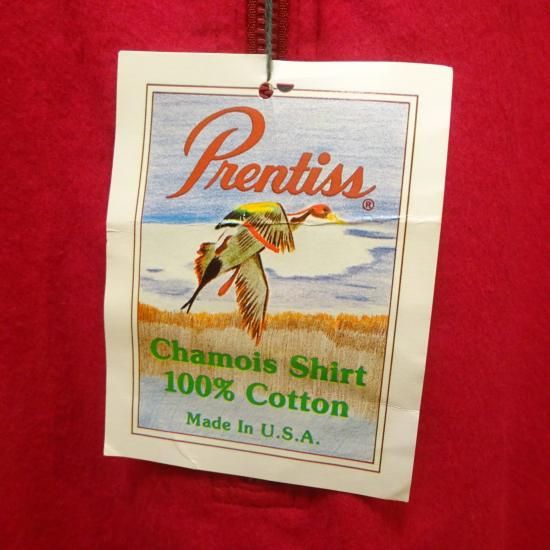 Prentiss®
Chamois Shirt
100% Cotton
Made In U.S.A.